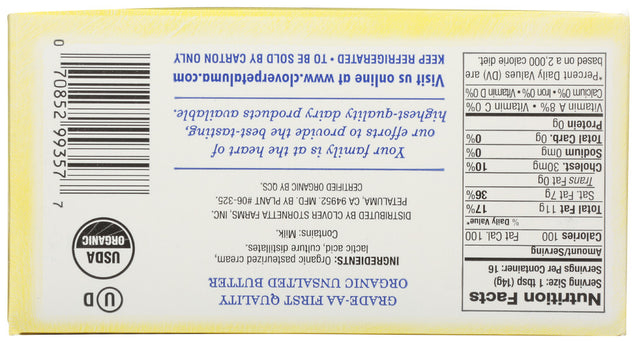 Nutrition Facts
Serving Size: 1 tbsp (14g)
Servings Per Container: 16
Amount/Serving
Calories 100 Fat Cal. 100
% Daily Value*
Total Fat 11g 17%
Sat. Fat 7g 36%
Trans Fat 0g
Cholest. 30mg 10%
Sodium 0mg 0%
Total Carb. 0g 0%
Protein 0g
Vitamin A 8% • Vitamin C 0%
Calcium 0% • Iron 0% • Vitamin D 0%
*Percent Daily Values (DV) are
based on a 2,000 calorie diet.
GRADE-AA FIRST QUALITY
ORGANIC UNSALTED BUTTER
INGREDIENTS: Organic pasteurized cream,
lactic acid culture distillates.
Contains: Milk.
DISTRIBUTED BY CLOVER STORNETTA FARMS, INC.
PETALUMA, CA 94952 MFD. BY PLANT #06-325
CERTIFIED ORGANIC BY QCS.
Your family is at the heart of
our efforts to provide the best-tasting,
highest-quality dairy products available.
Visit us online at www.cloverpetaluma.com
KEEP REFRIGERATED • TO BE SOLD BY CARTON ONLY
U D
USDA
ORGANIC
0 70852 99357 7